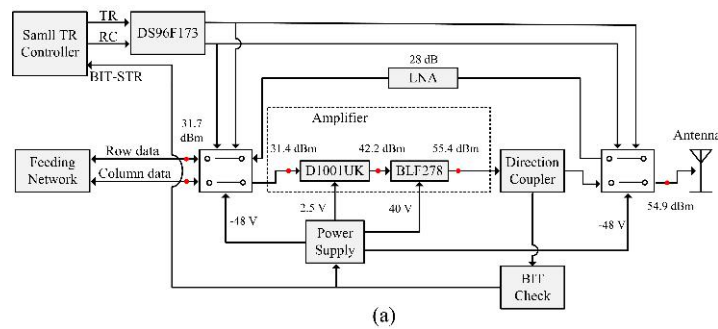 Samll TR
Controller
TR
RC
DS96F173
BIT-STR
28 dB
LNA
31.7
dBm
Amplifier
Antenna
Row data
Column data
Feeding
Network
31.4 dBm
42.2 dBm
55.4 dBm
D1001UK
BLF278
Direction
Coupler
54.9 dBm
-48 V
2.5 V
40 V
-48 V
Power
Supply
BIT
Check
(a)